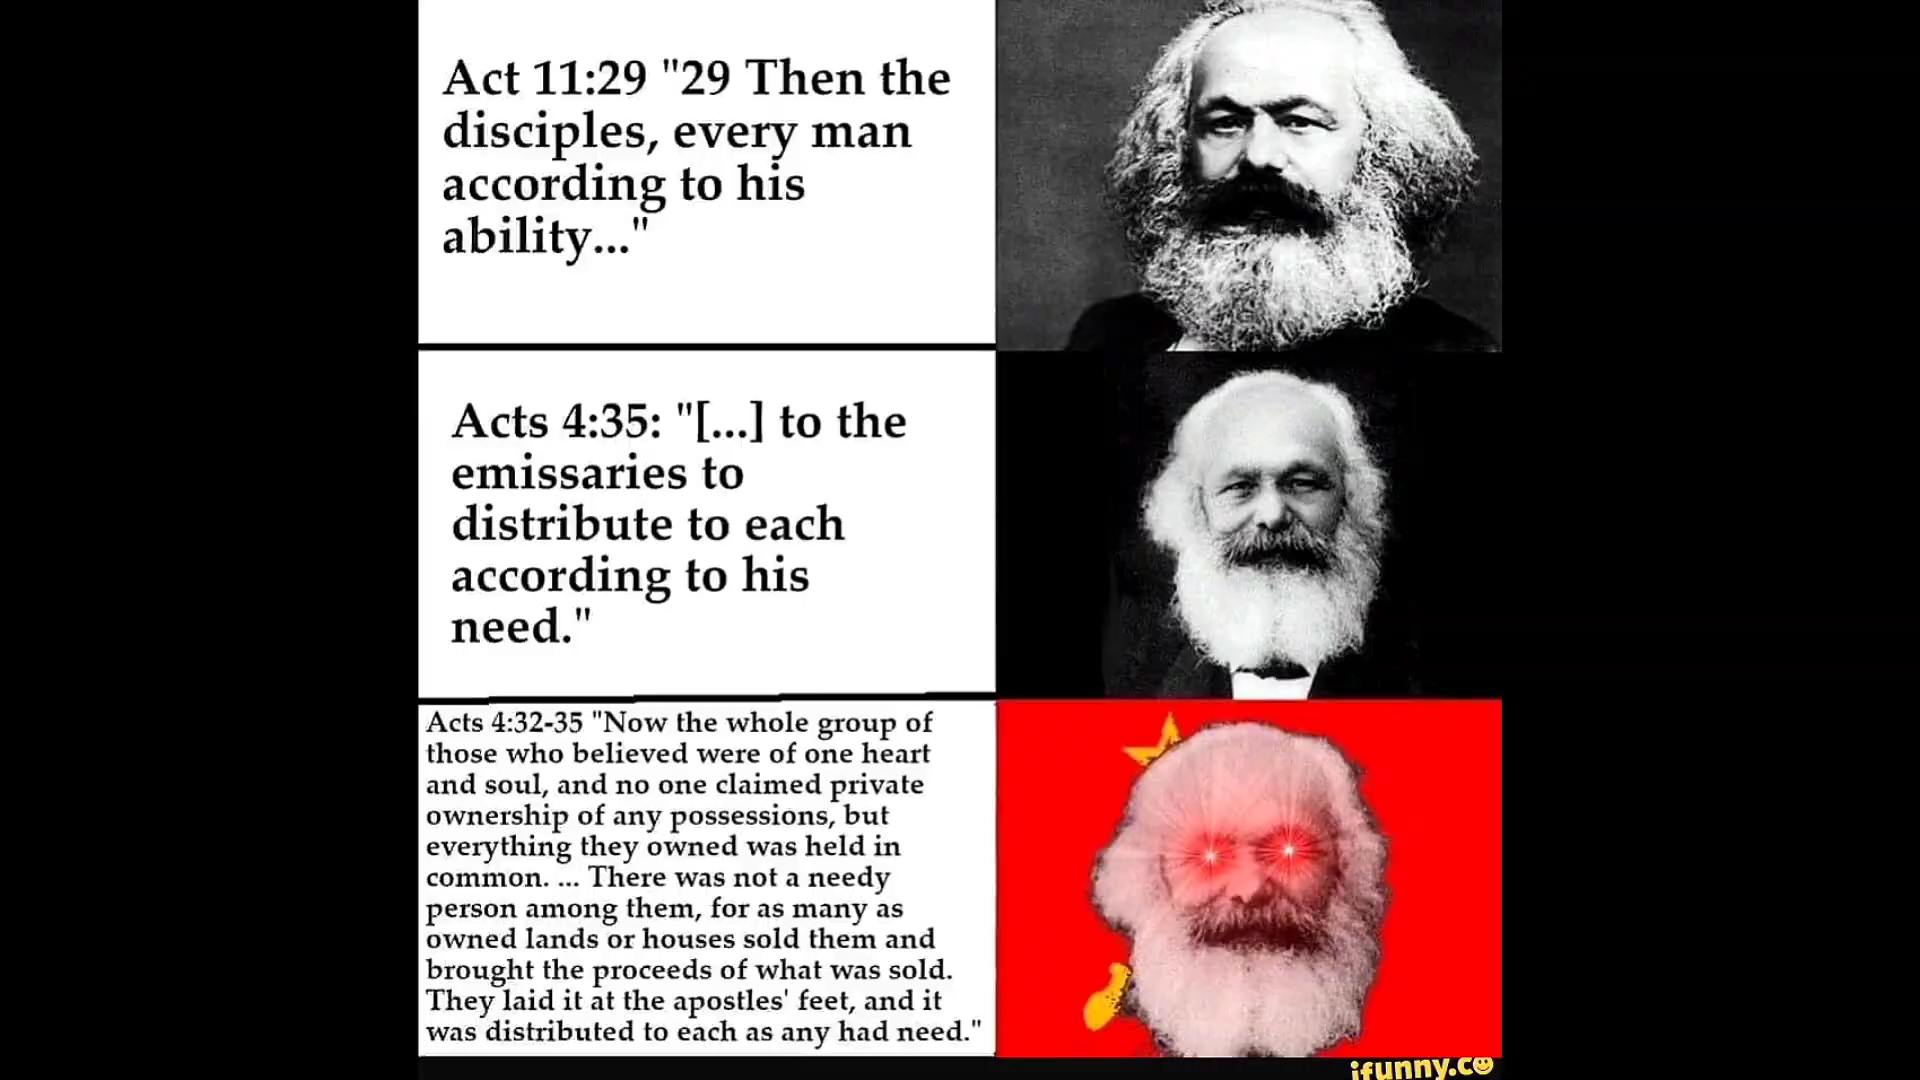 Act 11:29 "29 Then the
disciples, every man
according to his
ability..."
Acts 4:35: "[...] to the
emissaries to
distribute to each
according to his
need."
Acts 4:32-35 "Now the whole group of
those who believed were of one heart
and soul, and no one claimed private
ownership of any possessions, but
everything they owned was held in
common. ... There was not a needy
person among them, for as many as
owned lands or houses sold them and
brought the proceeds of what was sold.
They laid it at the apostles' feet, and it
was distributed to each as any had need."
ifunny.co